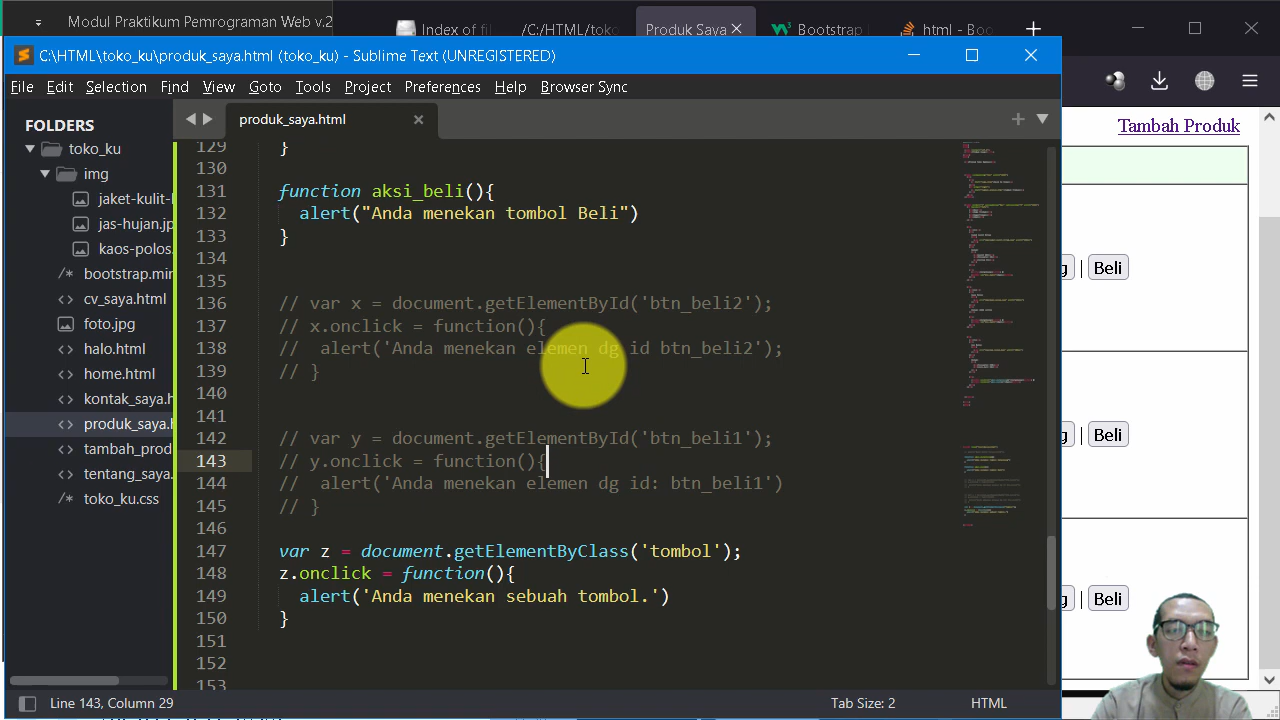 Modul Praktikum Pemrograman Web v.2
Index of fi
/C:/HTML/toko
Produk Saya
Bootstrap
html - Boo
C:\HTML\toko_ku\produk_saya.html (toko_ku) - Sublime Text (UNREGISTERED)
File Edit Selection Find View Goto Tools Project Preferences Help Browser Sync
FOLDERS
toko_ku
img
jaket-kulit-h
jas-hujan.jp
kaos-polos.
bootstrap.min
cv_saya.html
foto.jpg
halo.html
home.html
kontak_saya.h
produk_saya.h
tambah_prod
_saya.
toko_ku.css
produk_saya.html
129 }
130
131 function aksi_beli(){
132 alert("Anda menekan tombol Beli")
133 }
134
135
136 // var x = document.getElementById('btn_beli2');
137 // x.onclick = function(){
138 // alert('Anda menekan elemen dg id btn_beli2');
139 // }
140
141
142 // var y = document.getElementById('btn_beli1');
143 // y.onclick = function(){
144 // alert('Anda menekan elemen dg id: btn_beli1')
145 // }
146
147 var z = document.getElementByClass('tombol');
148 z.onclick = function(){
149 alert('Anda menekan sebuah tombol.')
150 }
151
152
153
Line 143, Column 29
Tab Size: 2
HTML
Tambah Produk
g | Beli
g | Beli
g | Beli